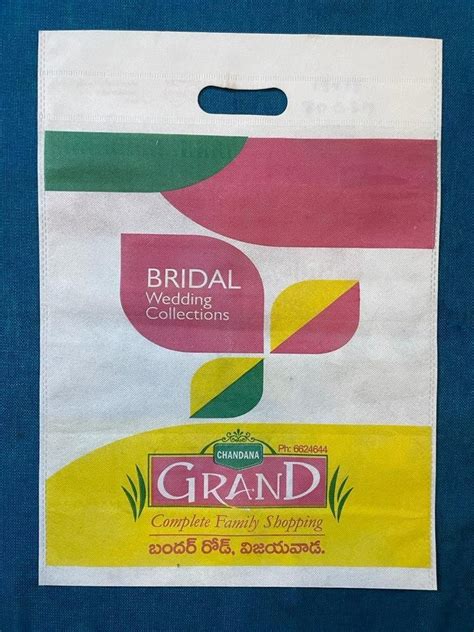 BRIDAL
Wedding
Collections
Ph: 6624644
CHANDANA
GRAND
Complete Family Shopping
బందర్ రోడ్, విజయవాడ.